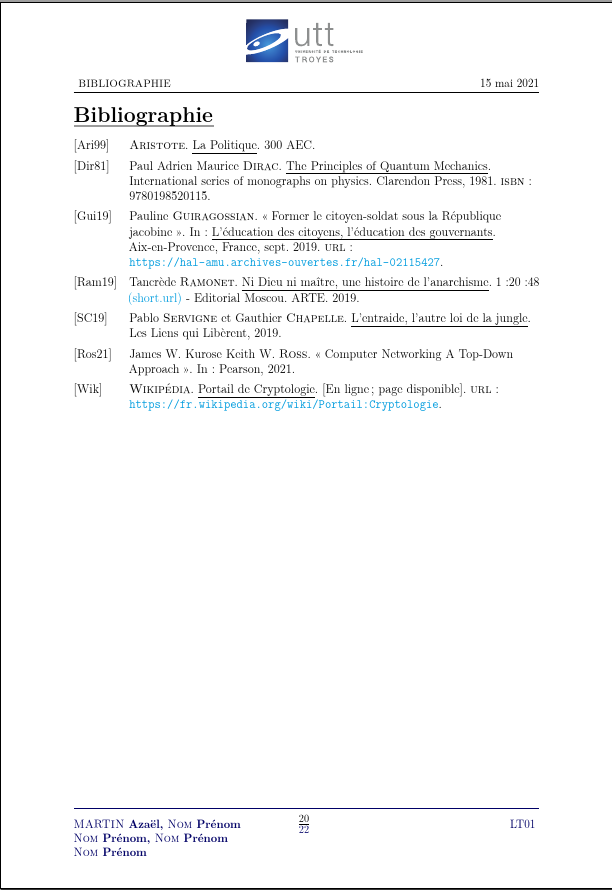 utt
UNIVERSITÉ DE TECHNOLOGIE
TROYES
BIBLIOGRAPHIE 15 mai 2021
Bibliographie
[Ari99] ARISTOTE. La Politique. 300 AEC.
[Dir81] Paul Adrien Maurice DIRAC. The Principles of Quantum Mechanics.
International series of monographs on physics. Clarendon Press, 1981. ISBN :
9780198520115.
[Gui19] Pauline GUIRAGOSSIAN. « Former le citoyen-soldat sous la République
jacobine ». In : L'éducation des citoyens, l'éducation des gouvernants.
Aix-en-Provence, France, sept. 2019. URL :
https://hal-amu.archives-ouvertes.fr/hal-02115427.
[Ram19] Tancrède RAMONET. Ni Dieu ni maître, une histoire de l'anarchisme. 1 :20 :48
(short.url) - Editorial Moscou. ARTE. 2019.
[SC19] Pablo SERVIGNE et Gauthier CHAPELLE. L'entraide, l'autre loi de la jungle.
Les Liens qui Libèrent, 2019.
[Ros21] James W. Kurose Keith W. ROSS. « Computer Networking A Top-Down
Approach ». In : Pearson, 2021.
[Wik] WIKIPÉDIA. Portail de Cryptologie. [En ligne ; page disponible]. URL :
https://fr.wikipedia.org/wiki/Portail:Cryptologie.
MARTIN Azaël, NOM Prénom 20 LT01
22
NOM Prénom, NOM Prénom
NOM Prénom